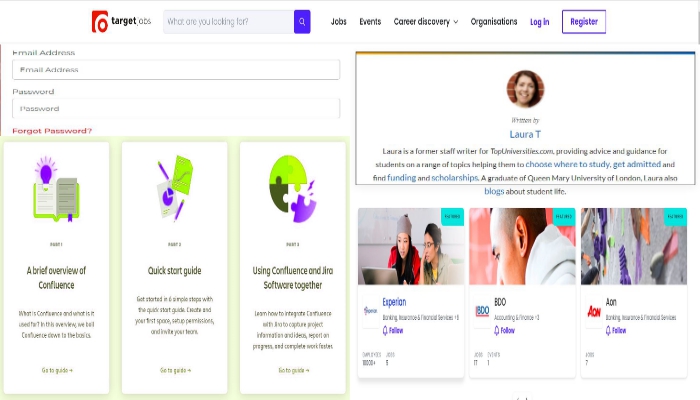 targetjobs
What are you looking for?
Jobs
Events
Career discovery
Organisations
Log in
Register
Email Address
Email Address
Password
Password
Forgot Password?
PART 1
A brief overview of
Confluence
What is Confluence and what is it
used for? In this overview, we boil
Confluence down to the basics.
Go to guide →
PART 2
Quick start guide
Get started in 6 simple steps with
the quick start guide. Create and
your first space, setup permissions,
and invite your team.
Go to guide →
PART 3
Using Confluence and Jira
Software together
Learn how to integrate Confluence
with Jira to capture project
information and ideas, report on
progress, and complete work faster.
Go to guide →
Written by
Laura T
Laura is a former staff writer for TopUniversities.com, providing advice and guidance for
students on a range of topics helping them to choose where to study, get admitted and
find funding and scholarships. A graduate of Queen Mary University of London, Laura also
blogs about student life.
FEATURED
Experian
Banking, Insurance & Financial Services +8
Follow
EMPLOYEES JOBS
10000+ 5
FEATURED
BDO
BDO
Accounting & Finance +2
Follow
JOBS EVENTS
17 1
FEATURED
AON
Aon
Banking, Insurance & Financial Services
Follow
JOBS
7